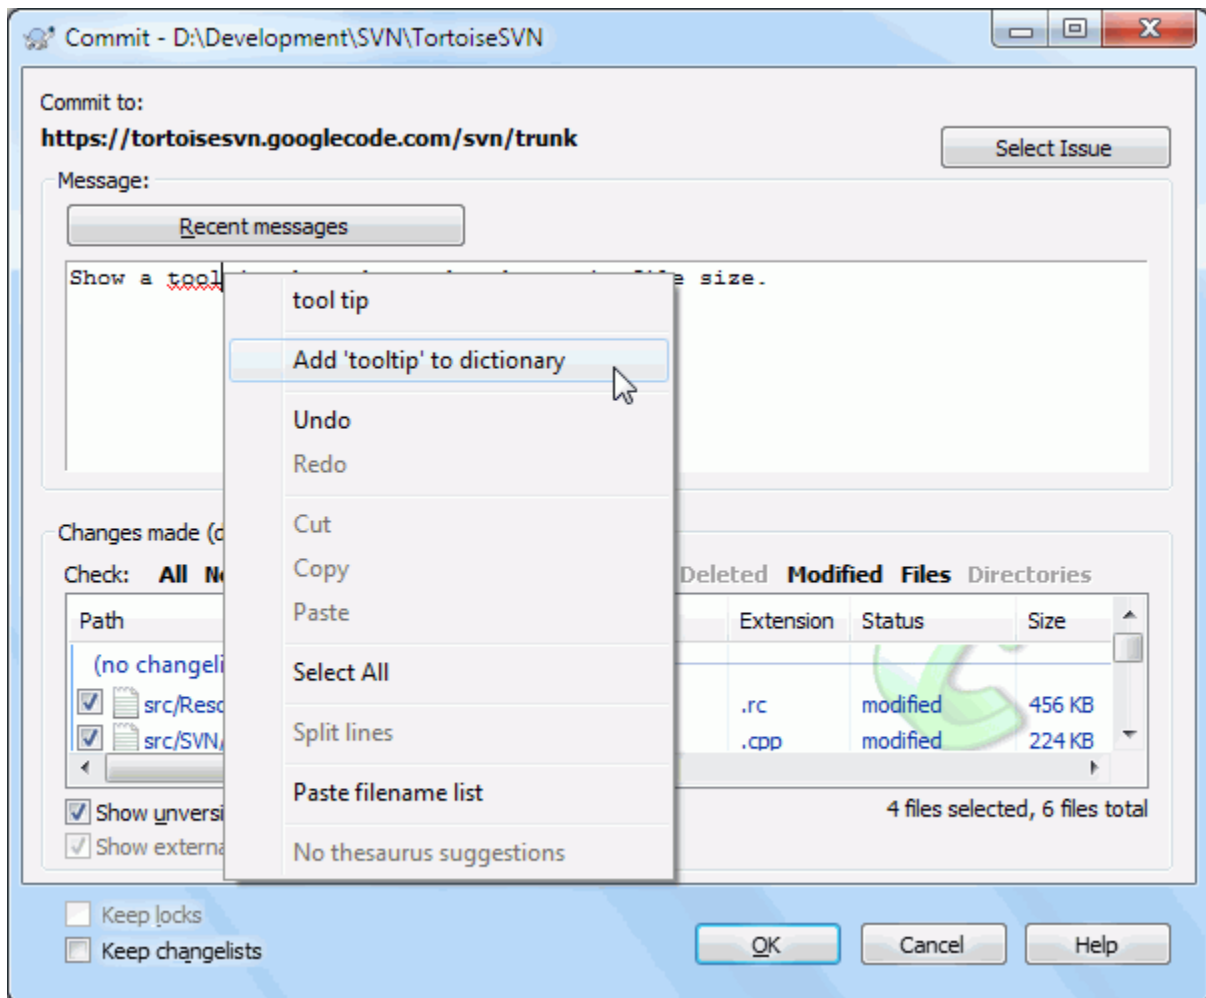 Commit - D:\Development\SVN\TortoiseSVN
Commit to:
https://tortoisesvn.googlecode.com/svn/trunk
Select Issue
Message:
Recent messages
Show a tool size.
tool tip
Add 'tooltip' to dictionary
Undo
Redo
Cut
Copy
Paste
Select All
Split lines
Paste filename list
No thesaurus suggestions
Changes made
Check: All Deleted Modified Files Directories
Path Extension Status Size
(no changeli
src/Reso .rc modified 456 KB
src/SVN/ .cpp modified 224 KB
Show unversi 4 files selected, 6 files total
Show externa
Keep locks
Keep changelists
OK Cancel Help